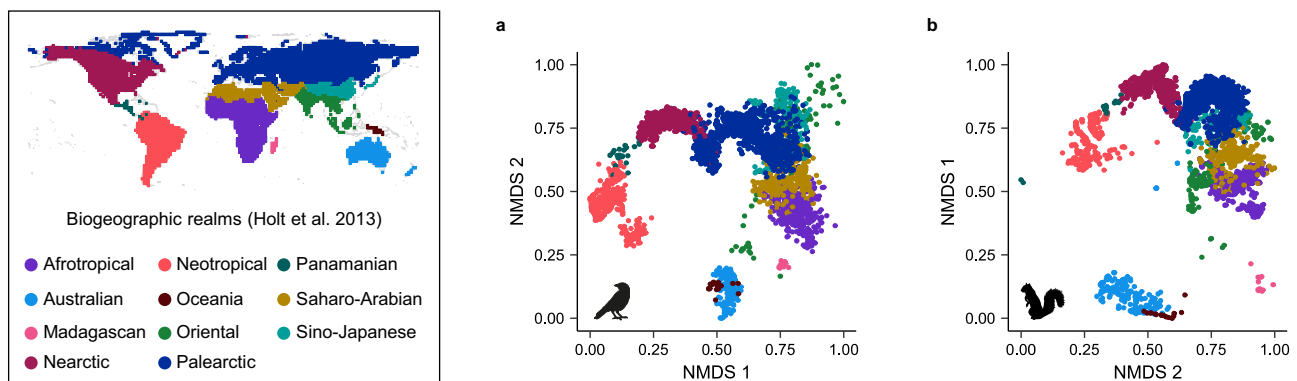 Biogeographic realms (Holt et al. 2013)
Afrotropical Neotropical Panamanian
Australian Oceania Saharo-Arabian
Madagascan Oriental Sino-Japanese
Nearctic Palearctic
a
1.00
0.75
0.50
0.25
0.00
NMDS 2
0.00 0.25 0.50 0.75 1.00
NMDS 1
b
1.00
0.75
0.50
0.25
0.00
NMDS 1
0.00 0.25 0.50 0.75 1.00
NMDS 2